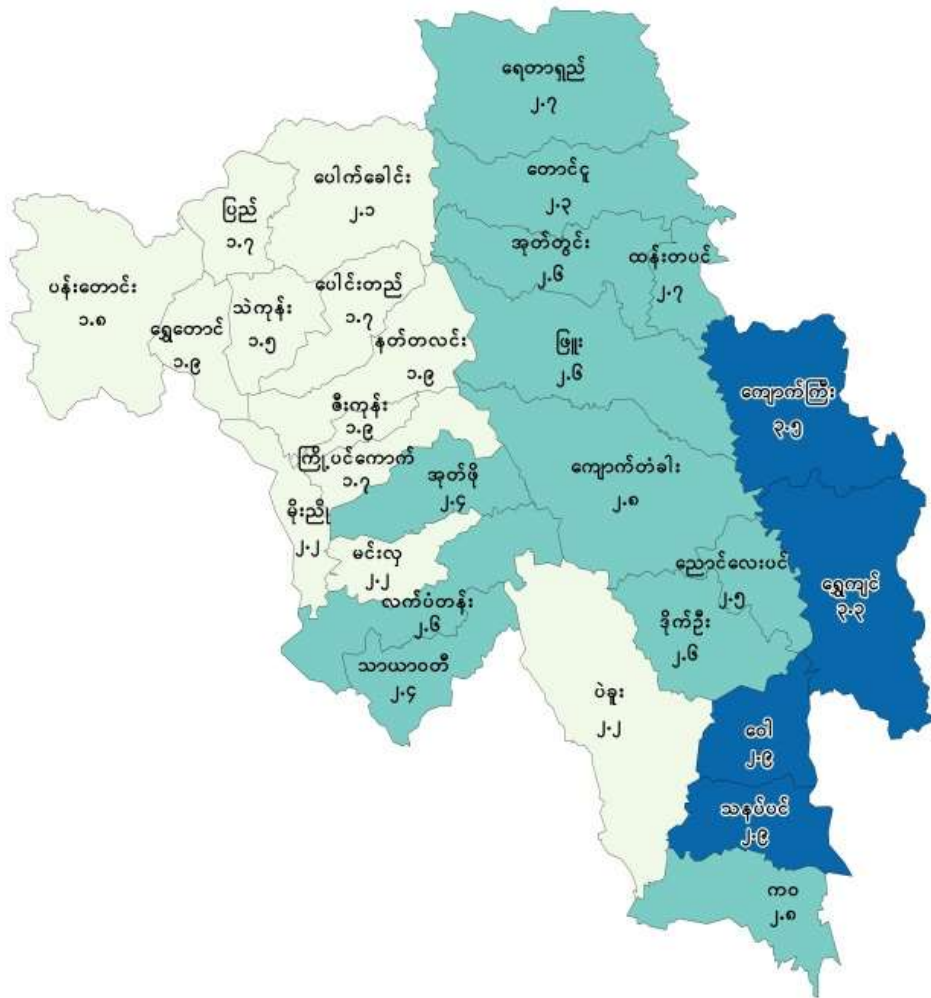 ရေတာရှည်
၂.၇
တောင်ငူ
၂.၃
ပေါက်ခေါင်း
၂.၁
ပြည်
၁.၇
အုတ်တွင်း
၂.၆
ထန်းတပင်
၂.၇
ပန်းတောင်း
၁.၈
ရွှေတောင်
၁.၉
သဲကုန်း
၁.၅
ပေါင်းတည်
၁.၇
နတ်တလင်း
၁.၉
ဖြူး
၂.၆
ကျောက်ကြီး
၃.၅
ဇီးကုန်း
၁.၉
ကြို့ပင်ကောက်
၁.၇
အုတ်ဖို
၂.၄
ကျောက်တံခါး
၂.၈
မိုးညို
၂.၂
မင်းလှ
၂.၂
ညောင်လေးပင်
၂.၅
ရွှေကျင်
၃.၃
လက်ပံတန်း
၂.၆
ဒိုက်ဦး
၂.၆
သာယာဝတီ
၂.၄
ပဲခူး
၂.၂
ဝေါ
၂.၉
သနပ်ပင်
၂.၉
ကဝ
၂.၈